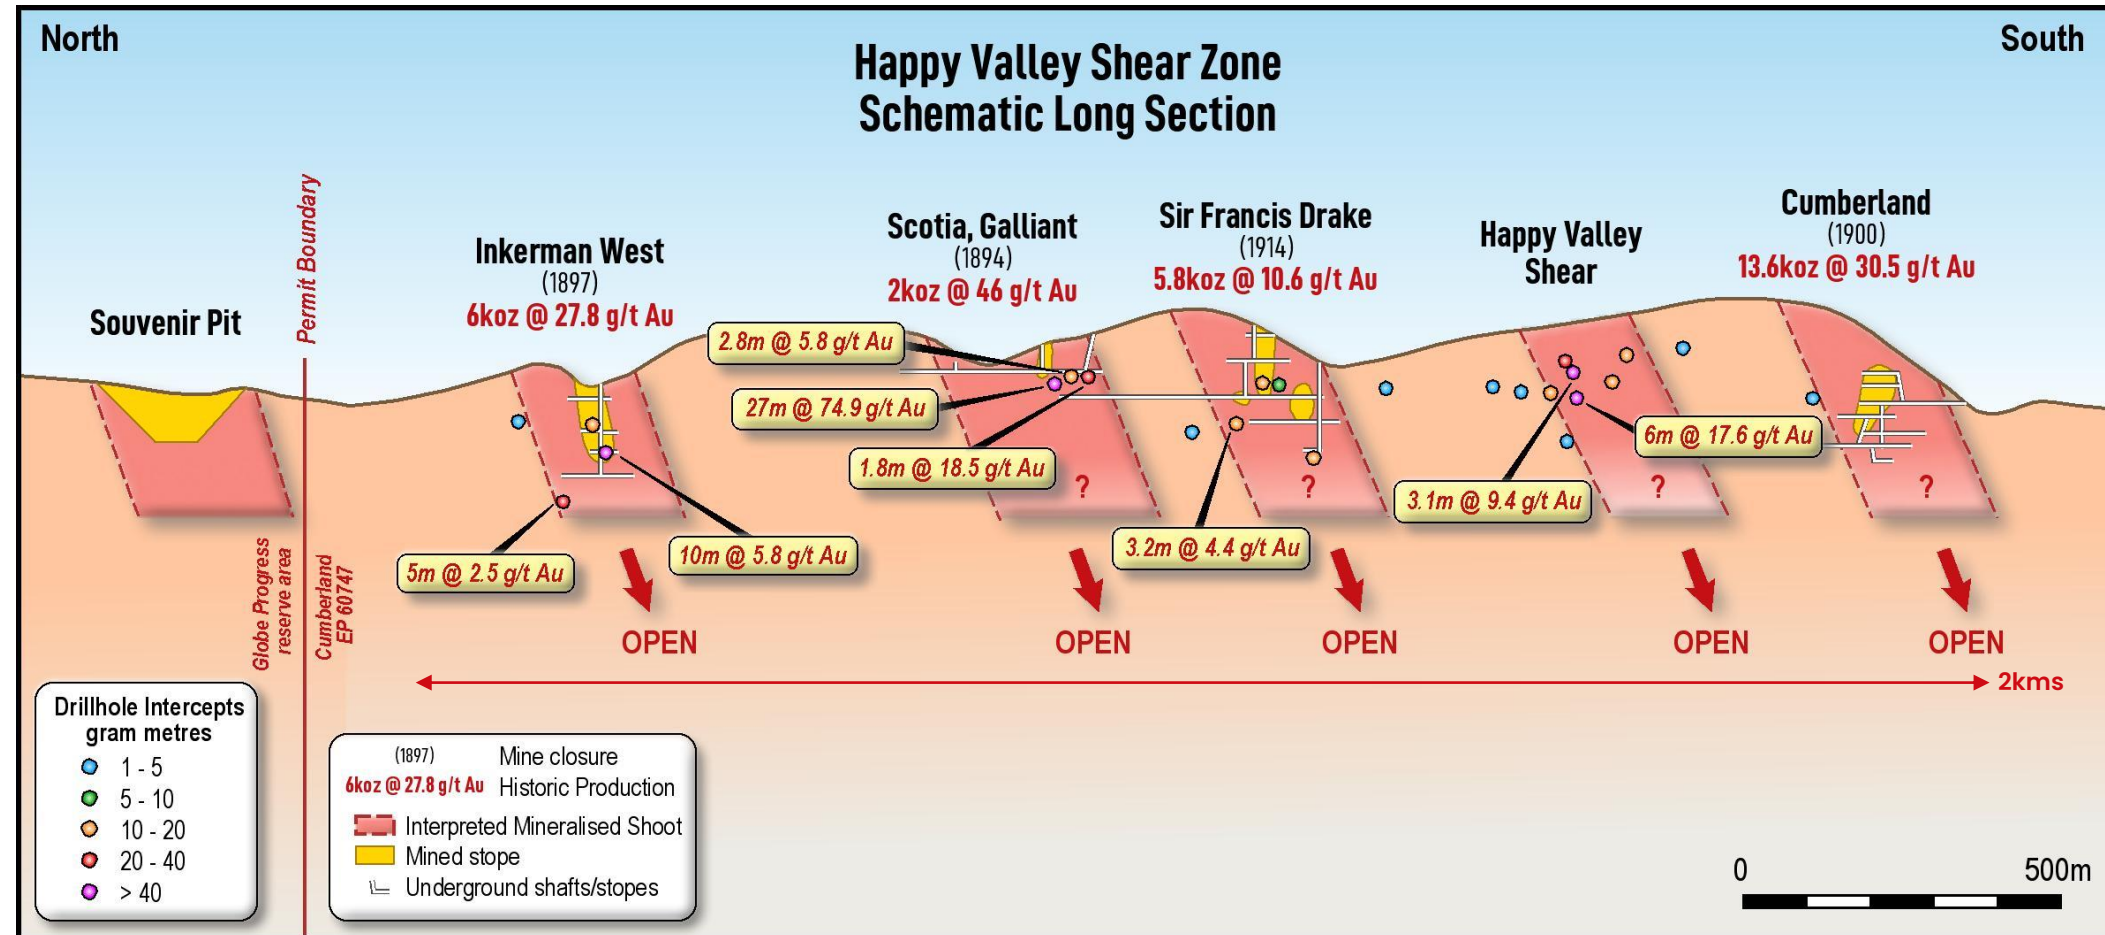 North
South
Happy Valley Shear Zone
Schematic Long Section
Permit Boundary
Souvenir Pit
Inkerman West
(1897)
6koz @ 27.8 g/t Au
Scotia, Galliant
(1894)
2koz @ 46 g/t Au
Sir Francis Drake
(1914)
5.8koz @ 10.6 g/t Au
Happy Valley
Shear
Cumberland
(1900)
13.6koz @ 30.5 g/t Au
2.8m @ 5.8 g/t Au
27m @ 74.9 g/t Au
1.8m @ 18.5 g/t Au
6m @ 17.6 g/t Au
3.1m @ 9.4 g/t Au
3.2m @ 4.4 g/t Au
10m @ 5.8 g/t Au
5m @ 2.5 g/t Au
?
?
?
?
Globe Progress
reserve area
Cumberland
EP 60747
OPEN
OPEN
OPEN
OPEN
OPEN
2kms
Drillhole Intercepts
gram metres
1 - 5
5 - 10
10 - 20
20 - 40
> 40
(1897) Mine closure
6koz @ 27.8 g/t Au Historic Production
Interpreted Mineralised Shoot
Mined stope
Underground shafts/stopes
0 500m